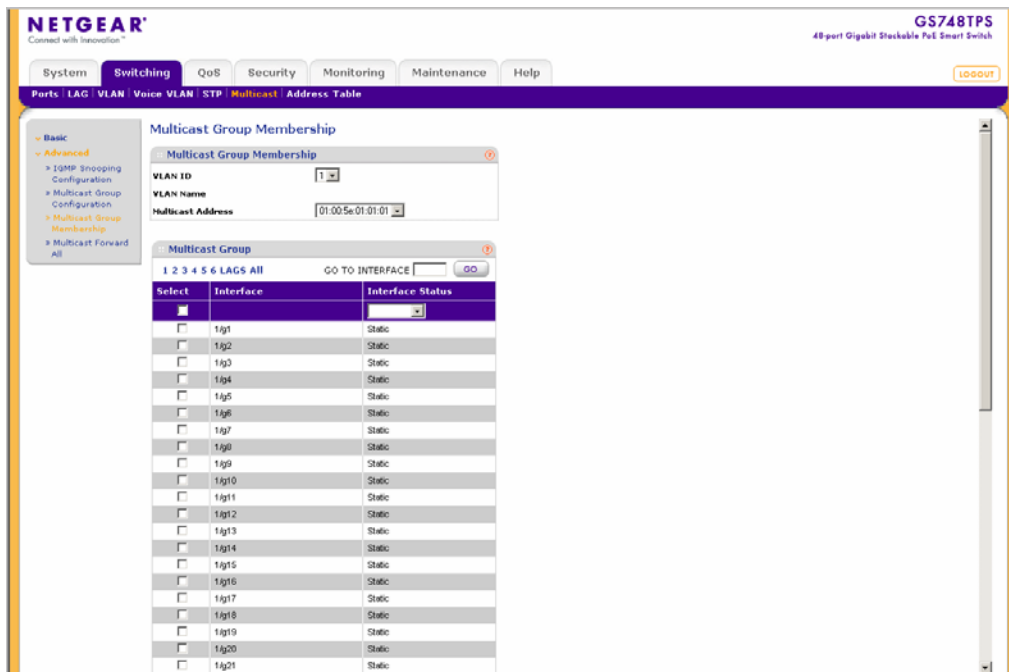 NETGEAR®
Connect with Innovation™
GS748TPS
48-port Gigabit Stackable PoE Smart Switch
System Switching QoS Security Monitoring Maintenance Help
LOGOUT
Ports LAG VLAN Voice VLAN STP Multicast Address Table
Basic
Advanced
» IGMP Snooping
Configuration
» Multicast Group
Configuration
» Multicast Group
Membership
» Multicast Forward
All
Multicast Group Membership
Multicast Group Membership
VLAN ID 1
VLAN Name
Multicast Address 01:00:5e:01:01:01
Multicast Group
1 2 3 4 5 6 LAGS All GO TO INTERFACE GO
Select Interface Interface Status
1/g1 Static
1/g2 Static
1/g3 Static
1/g4 Static
1/g5 Static
1/g6 Static
1/g7 Static
1/g8 Static
1/g9 Static
1/g10 Static
1/g11 Static
1/g12 Static
1/g13 Static
1/g14 Static
1/g15 Static
1/g16 Static
1/g17 Static
1/g18 Static
1/g19 Static
1/g20 Static
1/g21 Static